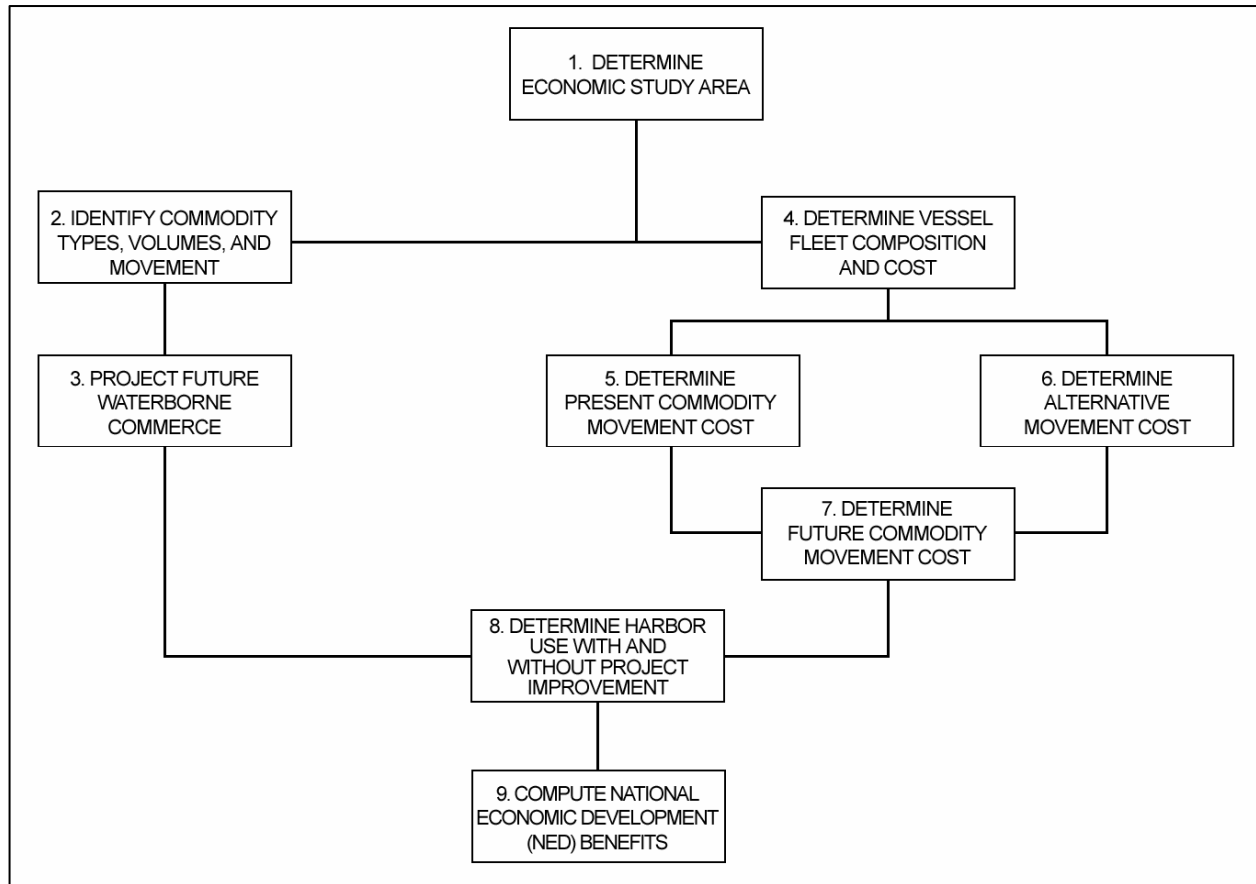 1. DETERMINE
ECONOMIC STUDY AREA
2. IDENTIFY COMMODITY
TYPES, VOLUMES, AND
MOVEMENT
4. DETERMINE VESSEL
FLEET COMPOSITION
AND COST
3. PROJECT FUTURE
WATERBORNE
COMMERCE
5. DETERMINE
PRESENT COMMODITY
MOVEMENT COST
6. DETERMINE
ALTERNATIVE
MOVEMENT COST
7. DETERMINE
FUTURE COMMODITY
MOVEMENT COST
8. DETERMINE HARBOR
USE WITH AND
WITHOUT PROJECT
IMPROVEMENT
9. COMPUTE NATIONAL
ECONOMIC DEVELOPMENT
(NED) BENEFITS